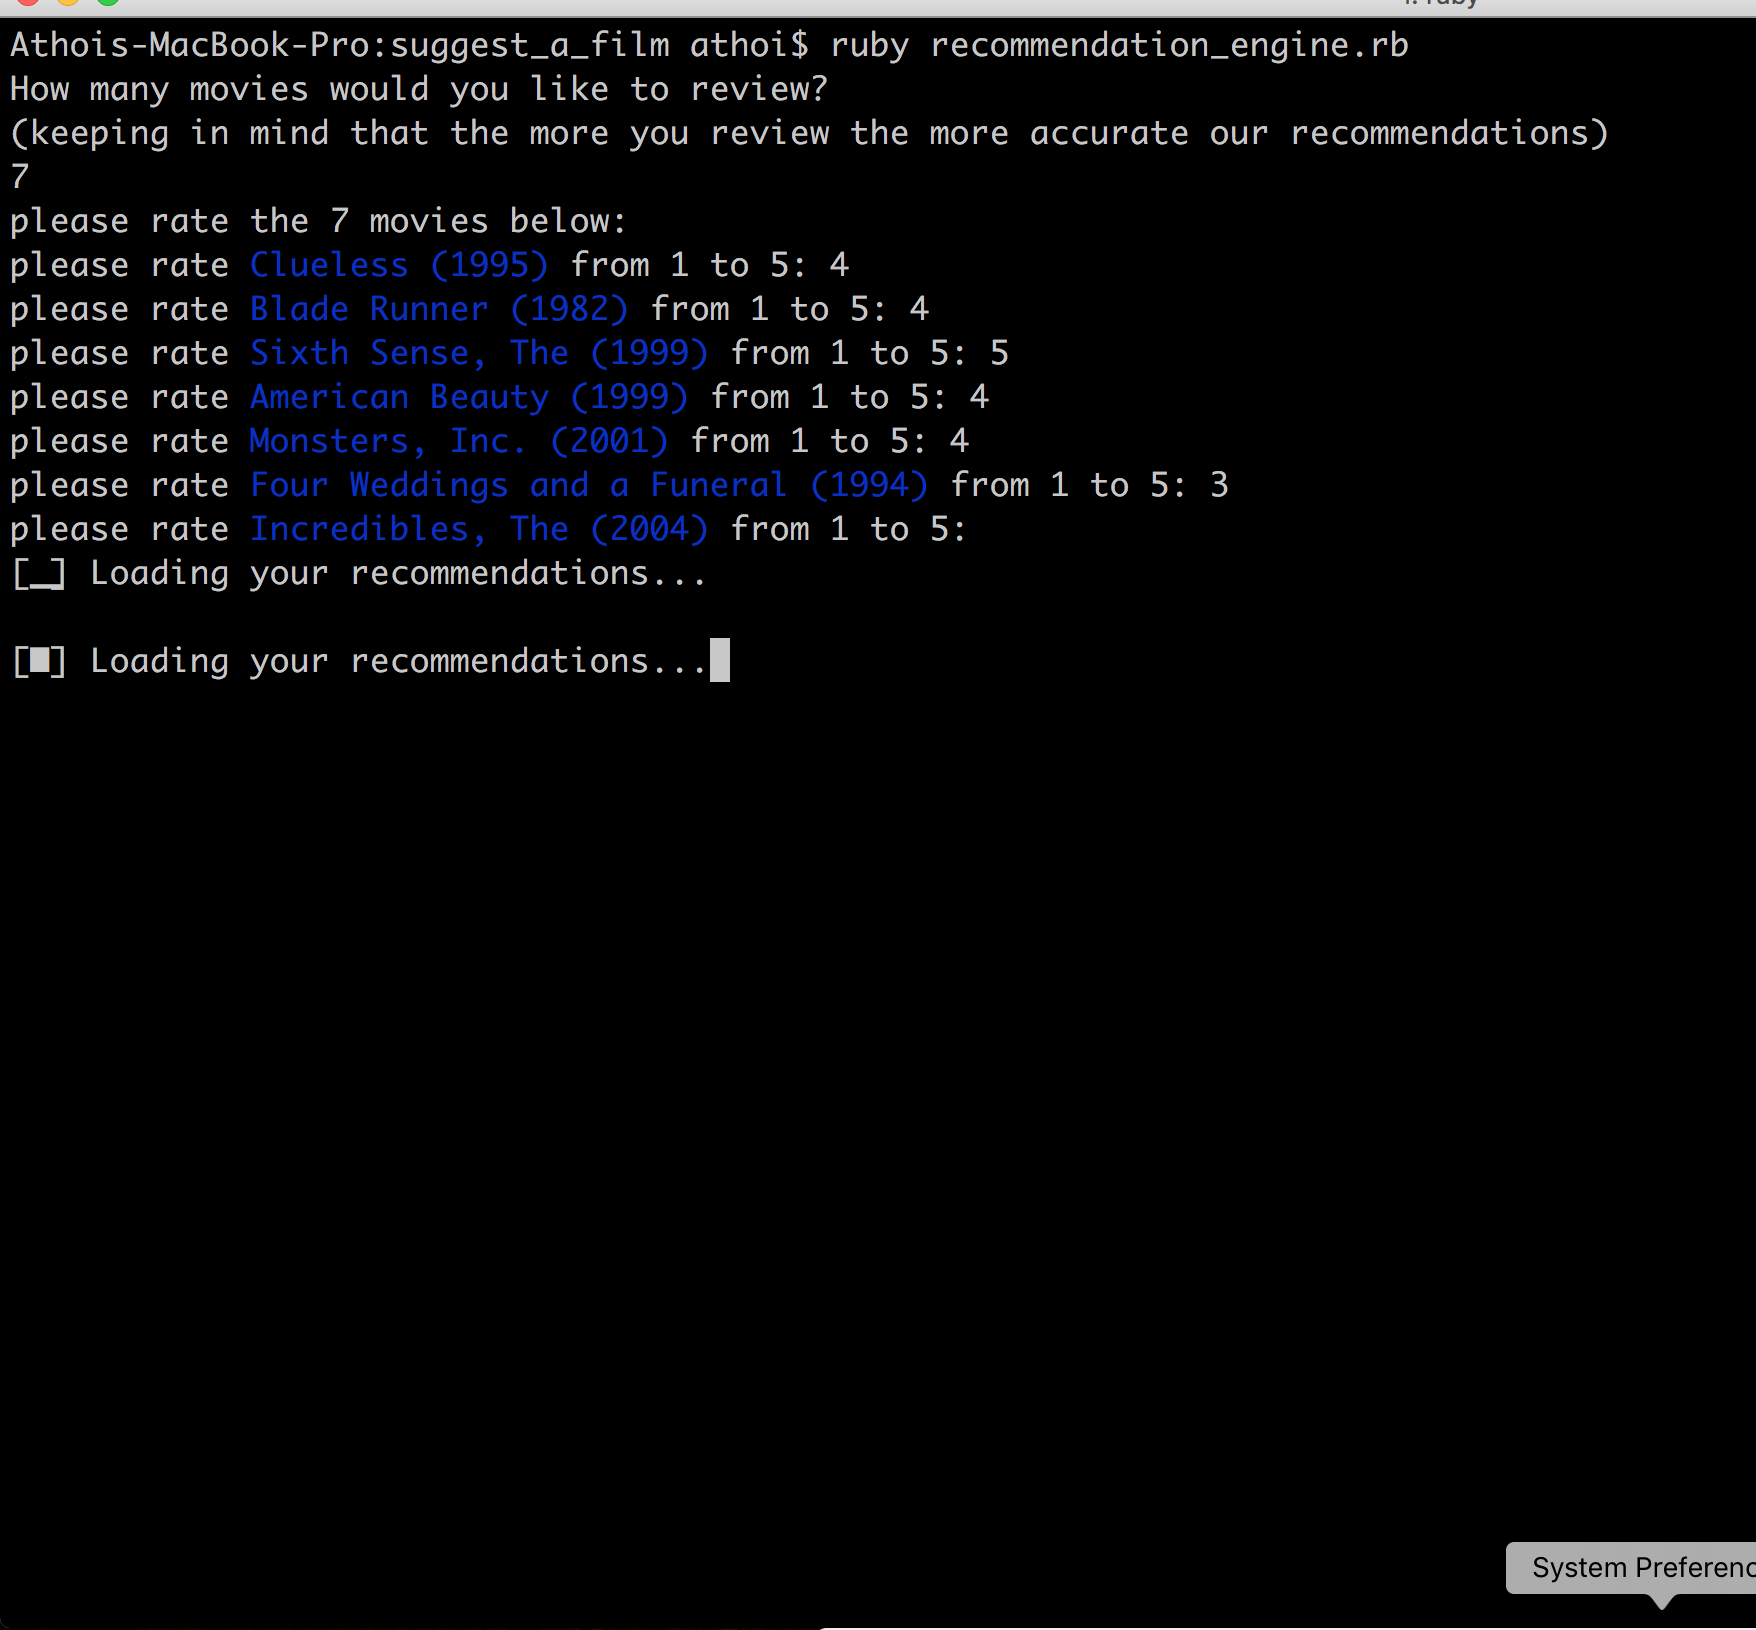 Athois-MacBook-Pro:suggest_a_film athoi$ ruby recommendation_engine.rb
How many movies would you like to review?
(keeping in mind that the more you review the more accurate our recommendations)
7
please rate the 7 movies below:
please rate Clueless (1995) from 1 to 5: 4
please rate Blade Runner (1982) from 1 to 5: 4
please rate Sixth Sense, The (1999) from 1 to 5: 5
please rate American Beauty (1999) from 1 to 5: 4
please rate Monsters, Inc. (2001) from 1 to 5: 4
please rate Four Weddings and a Funeral (1994) from 1 to 5: 3
please rate Incredibles, The (2004) from 1 to 5:
[▁] Loading your recommendations...
[■] Loading your recommendations...
System Preferenc